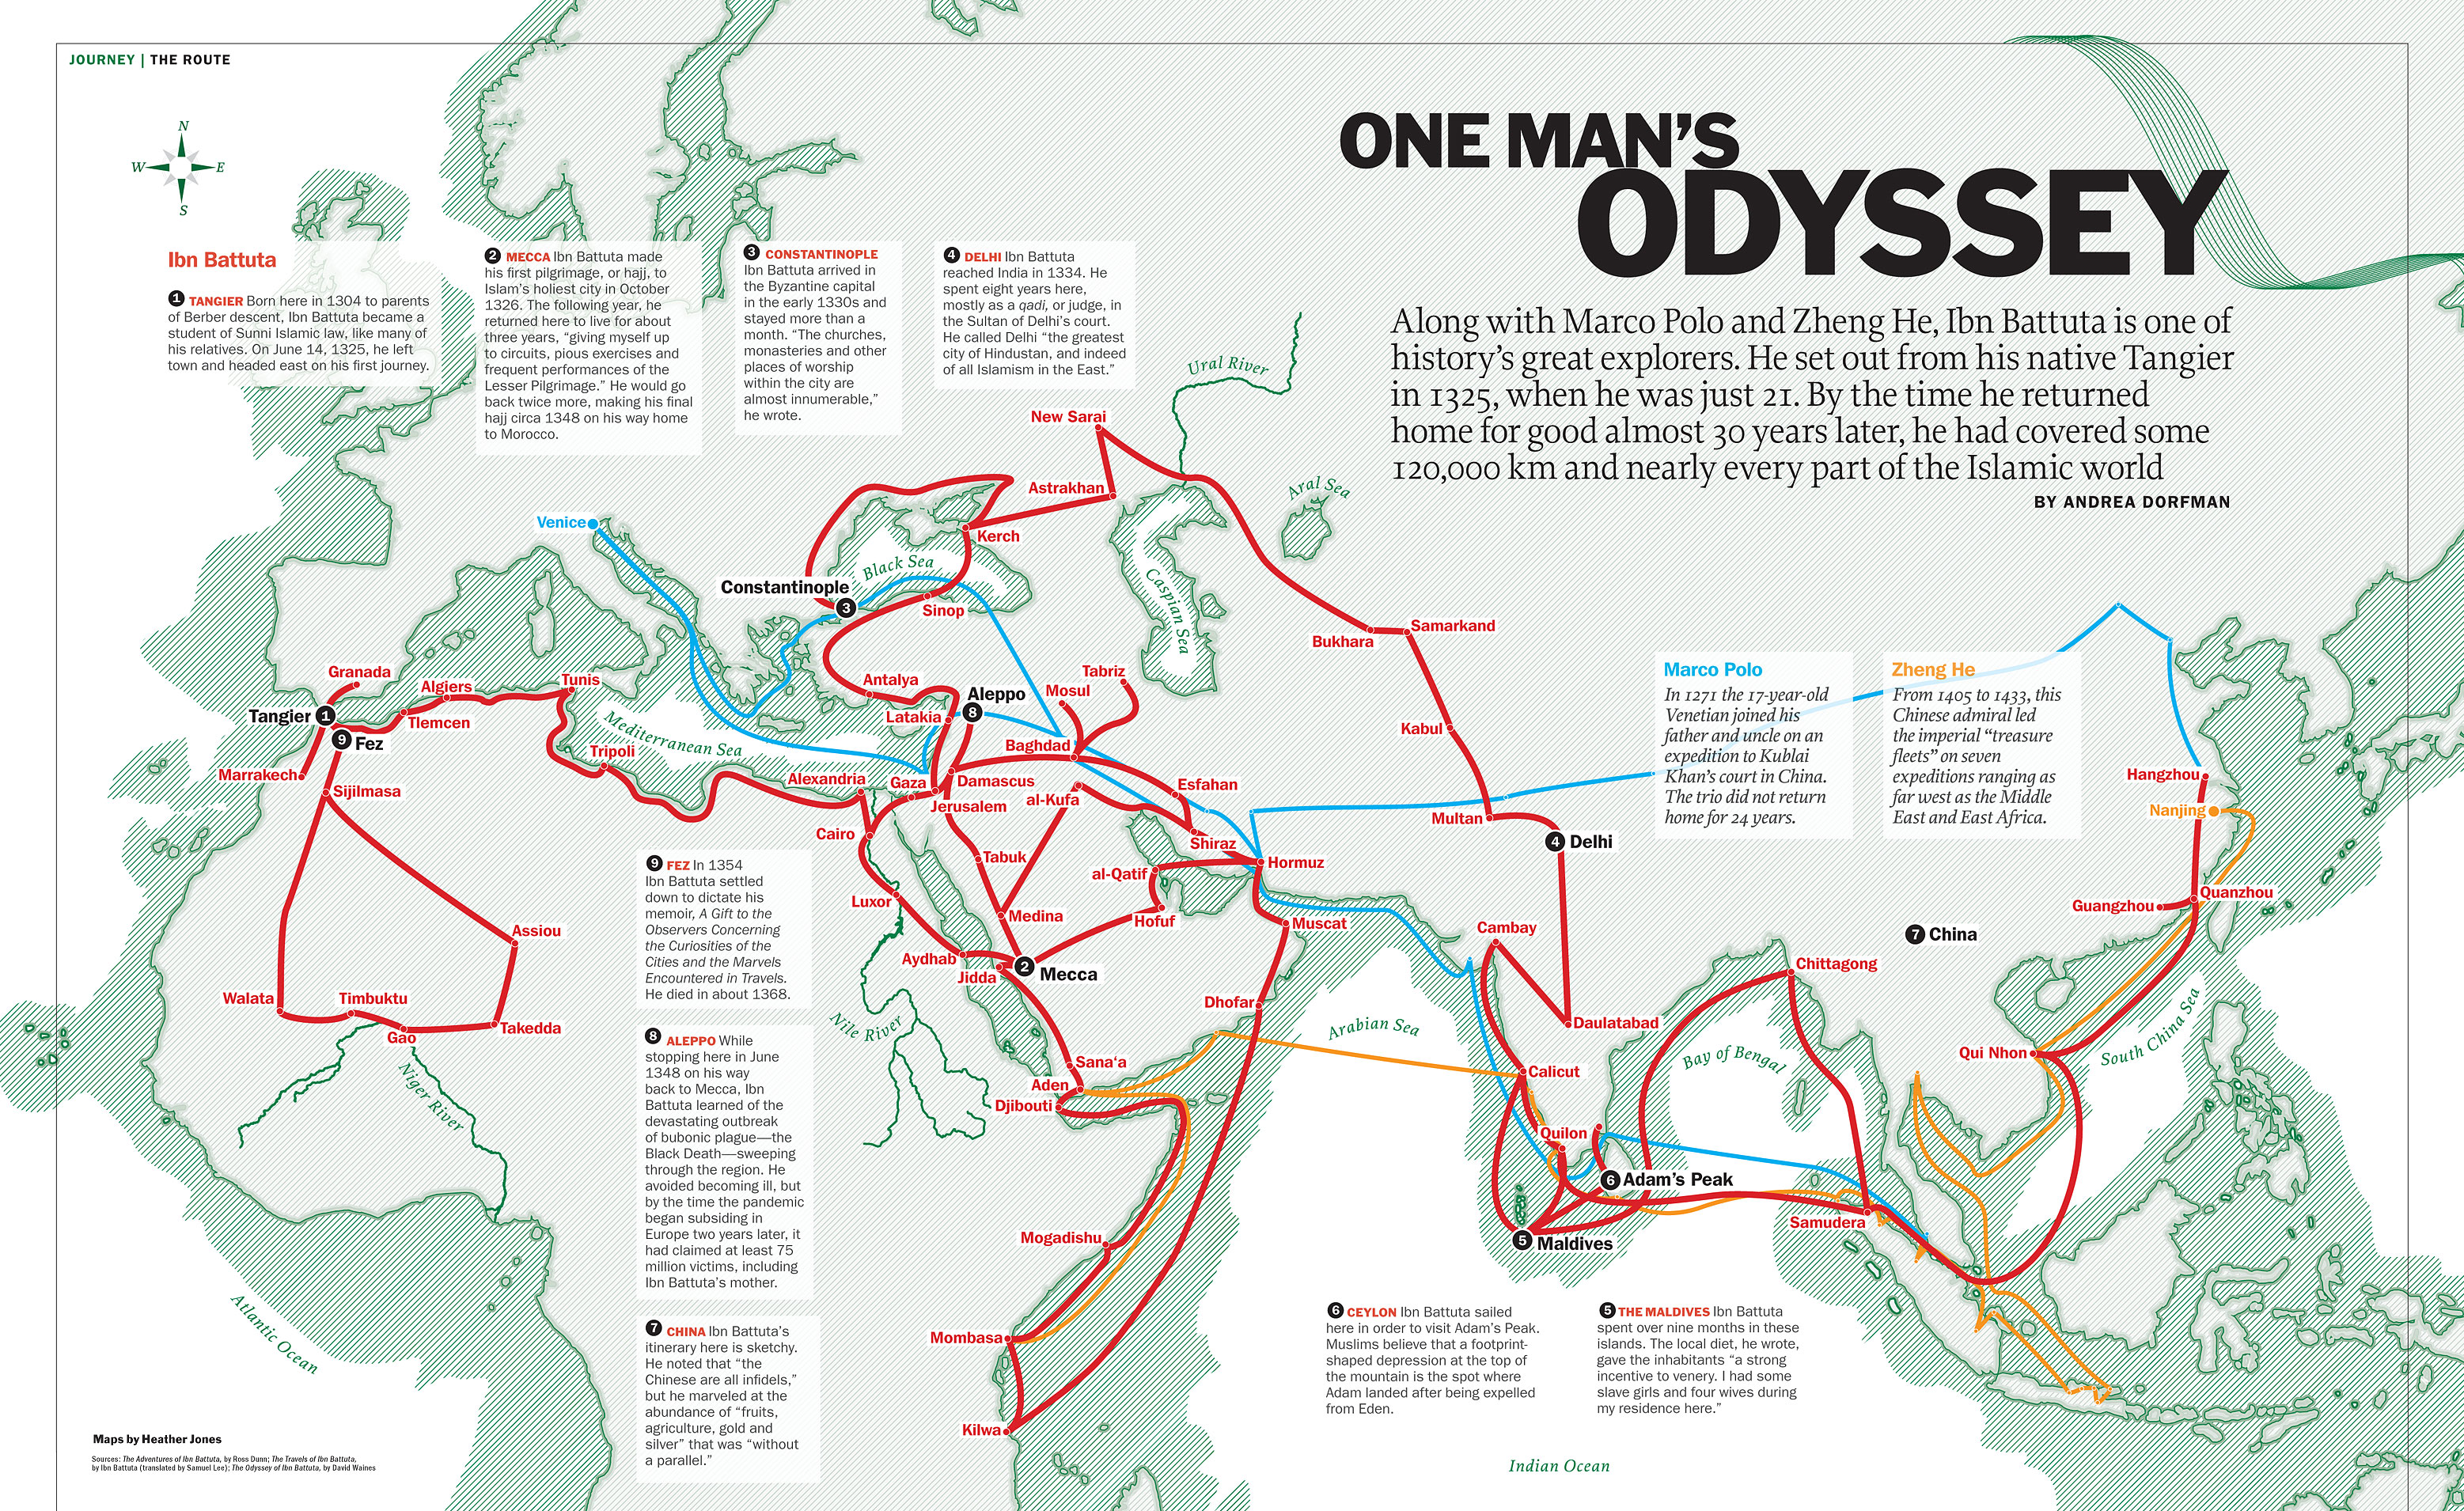 JOURNEY | THE ROUTE
N
W
E
S
ONE MAN'S
ODYSSEY
Along with Marco Polo and Zheng He, Ibn Battuta is one of
history's great explorers. He set out from his native Tangier
in 1325, when he was just 21. By the time he returned
home for good almost 30 years later, he had covered some
120,000 km and nearly every part of the Islamic world
BY ANDREA DORFMAN
Ibn Battuta
1 TANGIER Born here in 1304 to parents
of Berber descent, Ibn Battuta became a
student of Sunni Islamic law, like many of
his relatives. On June 14, 1325, he left
town and headed east on his first journey.
2 MECCA Ibn Battuta made
his first pilgrimage, or hajj, to
Islam's holiest city in October
1326. The following year, he
returned here to live for about
three years, “giving myself up
to circuits, pious exercises and
frequent performances of the
Lesser Pilgrimage.” He would go
back twice more, making his final
hajj circa 1348 on his way home
to Morocco.
3 CONSTANTINOPLE
Ibn Battuta arrived in
the Byzantine capital
in the early 1330s and
stayed more than a
month. “The churches,
monasteries and other
places of worship
within the city are
almost innumerable,”
he wrote.
4 DELHI Ibn Battuta
reached India in 1334. He
spent eight years here,
mostly as a qadi, or judge, in
the Sultan of Delhi's court.
He called Delhi “the greatest
city of Hindustan, and indeed
of all Islamism in the East.”
Ural River
New Sarai
Aral Sea
Astrakhan
Venice
Kerch
Black Sea
Caspian Sea
Constantinople
3
Sinop
Samarkand
Bukhara
Marco Polo
In 1271 the 17-year-old
Venetian joined his
father and uncle on an
expedition to Kublai
Khan's court in China.
The trio did not return
home for 24 years.
Zheng He
From 1405 to 1433, this
Chinese admiral led
the imperial “treasure
fleets” on seven
expeditions ranging as
far west as the Middle
East and East Africa.
Granada
Algiers
Tunis
Antalya
Aleppo
8
Mosul
Tabriz
Tangier 1
Tlemcen
Latakia
9 Fez
Mediterranean Sea
Kabul
Baghdad
Tripoli
Marrakech
Sijilmasa
Alexandria
Gaza
Damascus
Esfahan
Hangzhou
Jerusalem
al-Kufa
Nanjing
Multan
Cairo
Shiraz
4 Delhi
Tabuk
Hormuz
al-Qatif
Luxor
Medina
Hofuf
Muscat
Quanzhou
Guangzhou
Cambay
7 China
Assiou
Aydhab
Jidda
2 Mecca
Chittagong
Walata
Timbuktu
Gao
Takedda
Dhofar
Nile River
Arabian Sea
Daulatabad
Bay of Bengal
South China Sea
Qui Nhon
Niger River
Sana‘a
Aden
Djibouti
Calicut
Quilon
6 Adam's Peak
Samudera
5 Maldives
Mogadishu
Mombasa
Kilwa
Atlantic Ocean
Indian Ocean
9 FEZ In 1354
Ibn Battuta settled
down to dictate his
memoir, A Gift to the
Observers Concerning
the Curiosities of the
Cities and the Marvels
Encountered in Travels.
He died in about 1368.
8 ALEPPO While
stopping here in June
1348 on his way
back to Mecca, Ibn
Battuta learned of the
devastating outbreak
of bubonic plague—the
Black Death—sweeping
through the region. He
avoided becoming ill, but
by the time the pandemic
began subsiding in
Europe two years later, it
had claimed at least 75
million victims, including
Ibn Battuta's mother.
7 CHINA Ibn Battuta's
itinerary here is sketchy.
He noted that “the
Chinese are all infidels,”
but he marveled at the
abundance of “fruits,
agriculture, gold and
silver” that was “without
a parallel.”
6 CEYLON Ibn Battuta sailed
here in order to visit Adam's Peak.
Muslims believe that a footprint-
shaped depression at the top of
the mountain is the spot where
Adam landed after being expelled
from Eden.
5 THE MALDIVES Ibn Battuta
spent over nine months in these
islands. The local diet, he wrote,
gave the inhabitants “a strong
incentive to venery. I had some
slave girls and four wives during
my residence here.”
Maps by Heather Jones
Sources: The Adventures of Ibn Battuta, by Ross Dunn; The Travels of Ibn Battuta,
by Ibn Battuta (translated by Samuel Lee); The Odyssey of Ibn Battuta, by David Waines